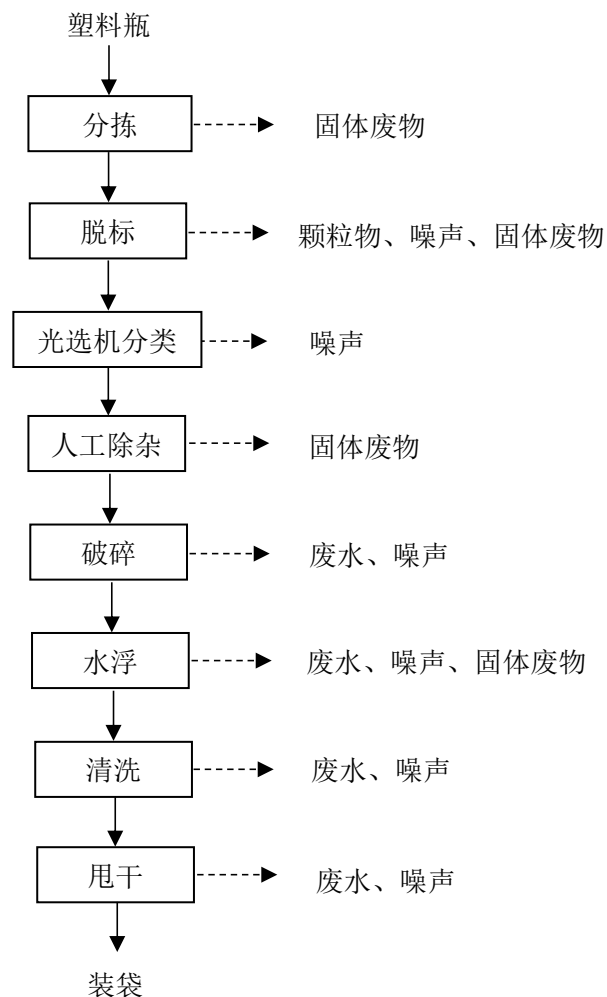 塑料瓶
分拣
固体废物
脱标
颗粒物、噪声、固体废物
光选机分类
噪声
人工除杂
固体废物
破碎
废水、噪声
水浮
废水、噪声、固体废物
清洗
废水、噪声
甩干
废水、噪声
装袋